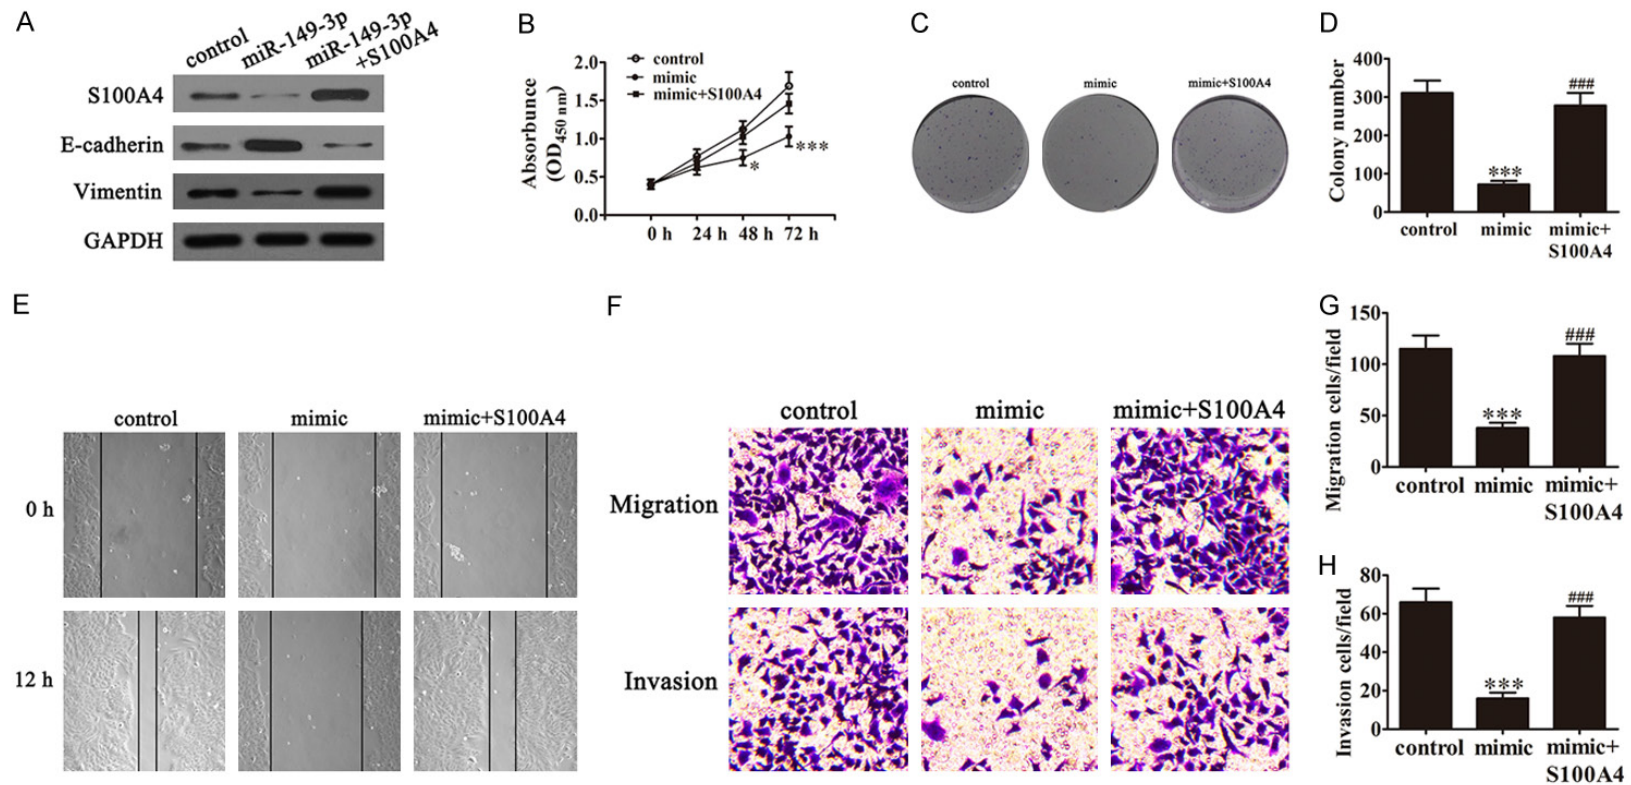 A
control
miR-149-3p
miR-149-3p
+S100A4
S100A4
E-cadherin
Vimentin
GAPDH
B
control
mimic
mimic+S100A4
Absorbunce
(OD450 nm)
2.0
1.5
1.0
0.5
0.0
*
***
0 h
24 h
48 h
72 h
C
control
mimic
mimic+S100A4
D
Colony number
400
300
200
100
0
***
###
control
mimic
mimic+
S100A4
E
control
mimic
mimic+S100A4
0 h
12 h
F
control
mimic
mimic+S100A4
Migration
Invasion
G
Migration cells/field
150
100
50
0
***
###
control
mimic
mimic+
S100A4
H
Invasion cells/field
80
60
40
20
0
***
###
control
mimic
mimic+
S100A4